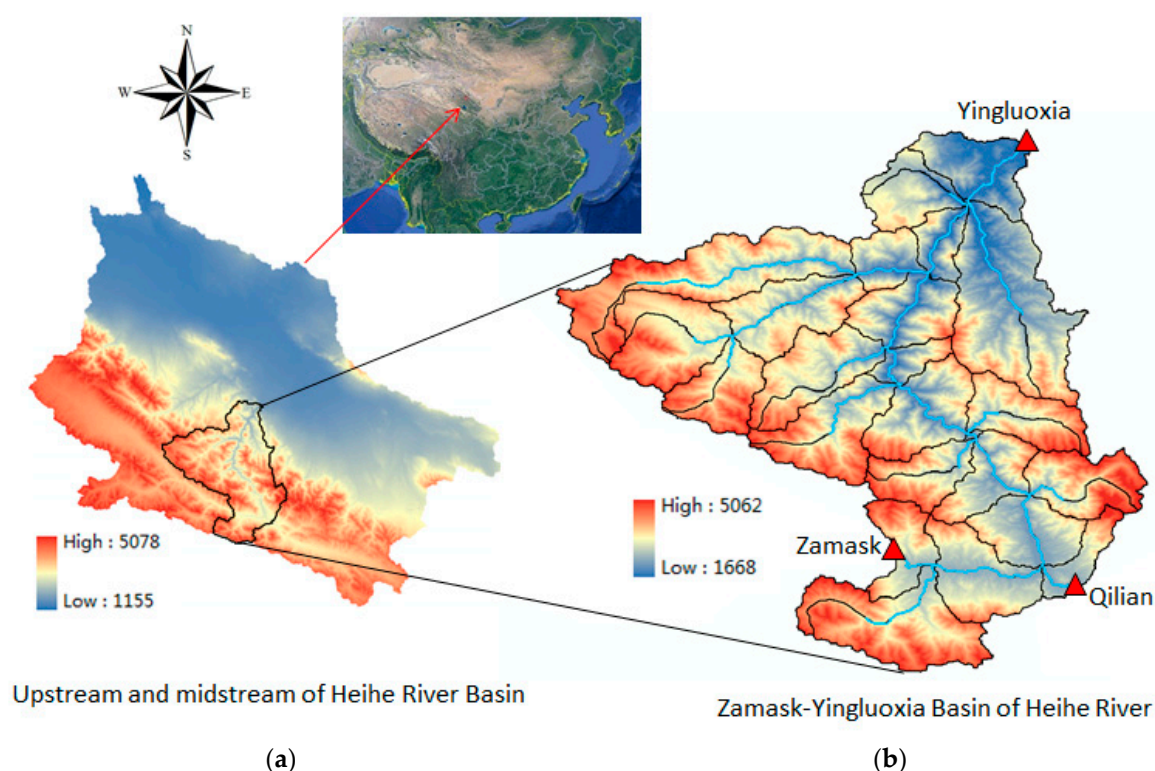 N
W
E
S
Yingluoxia
High : 5078
Low : 1155
High : 5062
Low : 1668
Zamask
Qilian
Upstream and midstream of Heihe River Basin
Zamask-Yingluoxia Basin of Heihe River
(a)
(b)